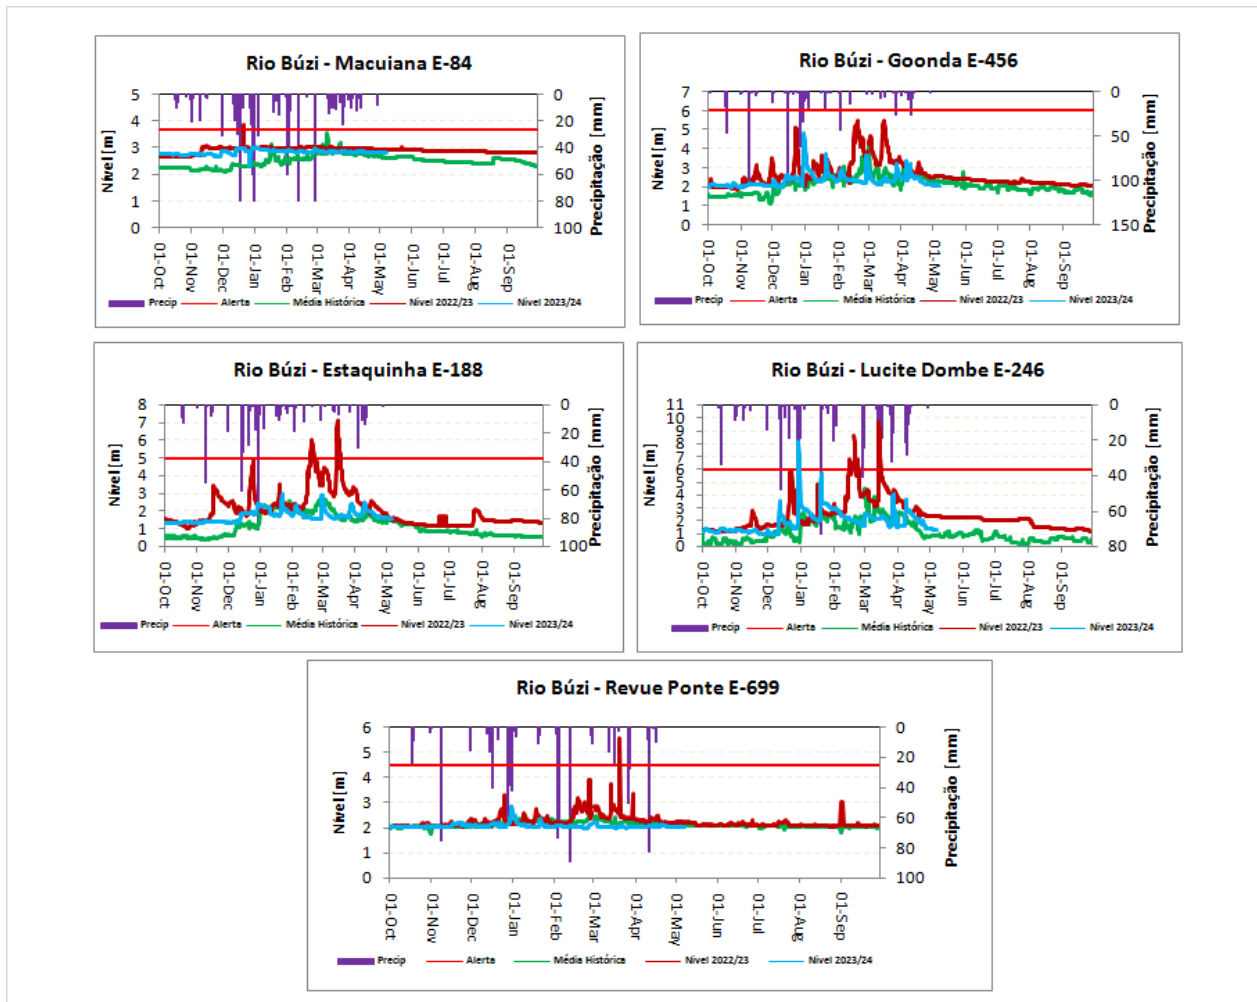 Rio Búzi - Macuiana E-84
5
4
3
2
1
0
Nível [m]
0
20
40
60
80
100
Precipitação [mm]
01-Oct
01-Nov
01-Dec
01-Jan
01-Feb
01-Mar
01-Apr
01-May
01-Jun
01-Jul
01-Aug
01-Sep
Precip Alerta Média Histórica Nivel 2022/23 Nivel 2023/24
Rio Búzi - Goonda E-456
7
6
5
4
3
2
1
0
Nível [m]
0
50
100
150
Precipitação [mm]
01-Oct
01-Nov
01-Dec
01-Jan
01-Feb
01-Mar
01-Apr
01-May
01-Jun
01-Jul
01-Aug
01-Sep
Precip Alerta Média Histórica Nivel 2022/23 Nivel 2023/24
Rio Búzi - Estaquinha E-188
8
7
6
5
4
3
2
1
0
Nível [m]
0
20
40
60
80
100
Precipitação [mm]
01-Oct
01-Nov
01-Dec
01-Jan
01-Feb
01-Mar
01-Apr
01-May
01-Jun
01-Jul
01-Aug
01-Sep
Precip Alerta Média Histórica Nivel 2022/23 Nivel 2023/24
Rio Búzi - Lucite Dombe E-246
11
10
9
8
7
6
5
4
3
2
1
0
Nível [m]
0
20
40
60
80
Precipitação [mm]
01-Oct
01-Nov
01-Dec
01-Jan
01-Feb
01-Mar
01-Apr
01-May
01-Jun
01-Jul
01-Aug
01-Sep
Precip Alerta Média Histórica Nivel 2022/23 Nivel 2023/24
Rio Búzi - Revue Ponte E-699
6
5
4
3
2
1
0
Nível [m]
0
20
40
60
80
100
Precipitação [mm]
01-Oct
01-Nov
01-Dec
01-Jan
01-Feb
01-Mar
01-Apr
01-May
01-Jun
01-Jul
01-Aug
01-Sep
Precip Alerta Média Histórica Nivel 2022/23 Nivel 2023/24